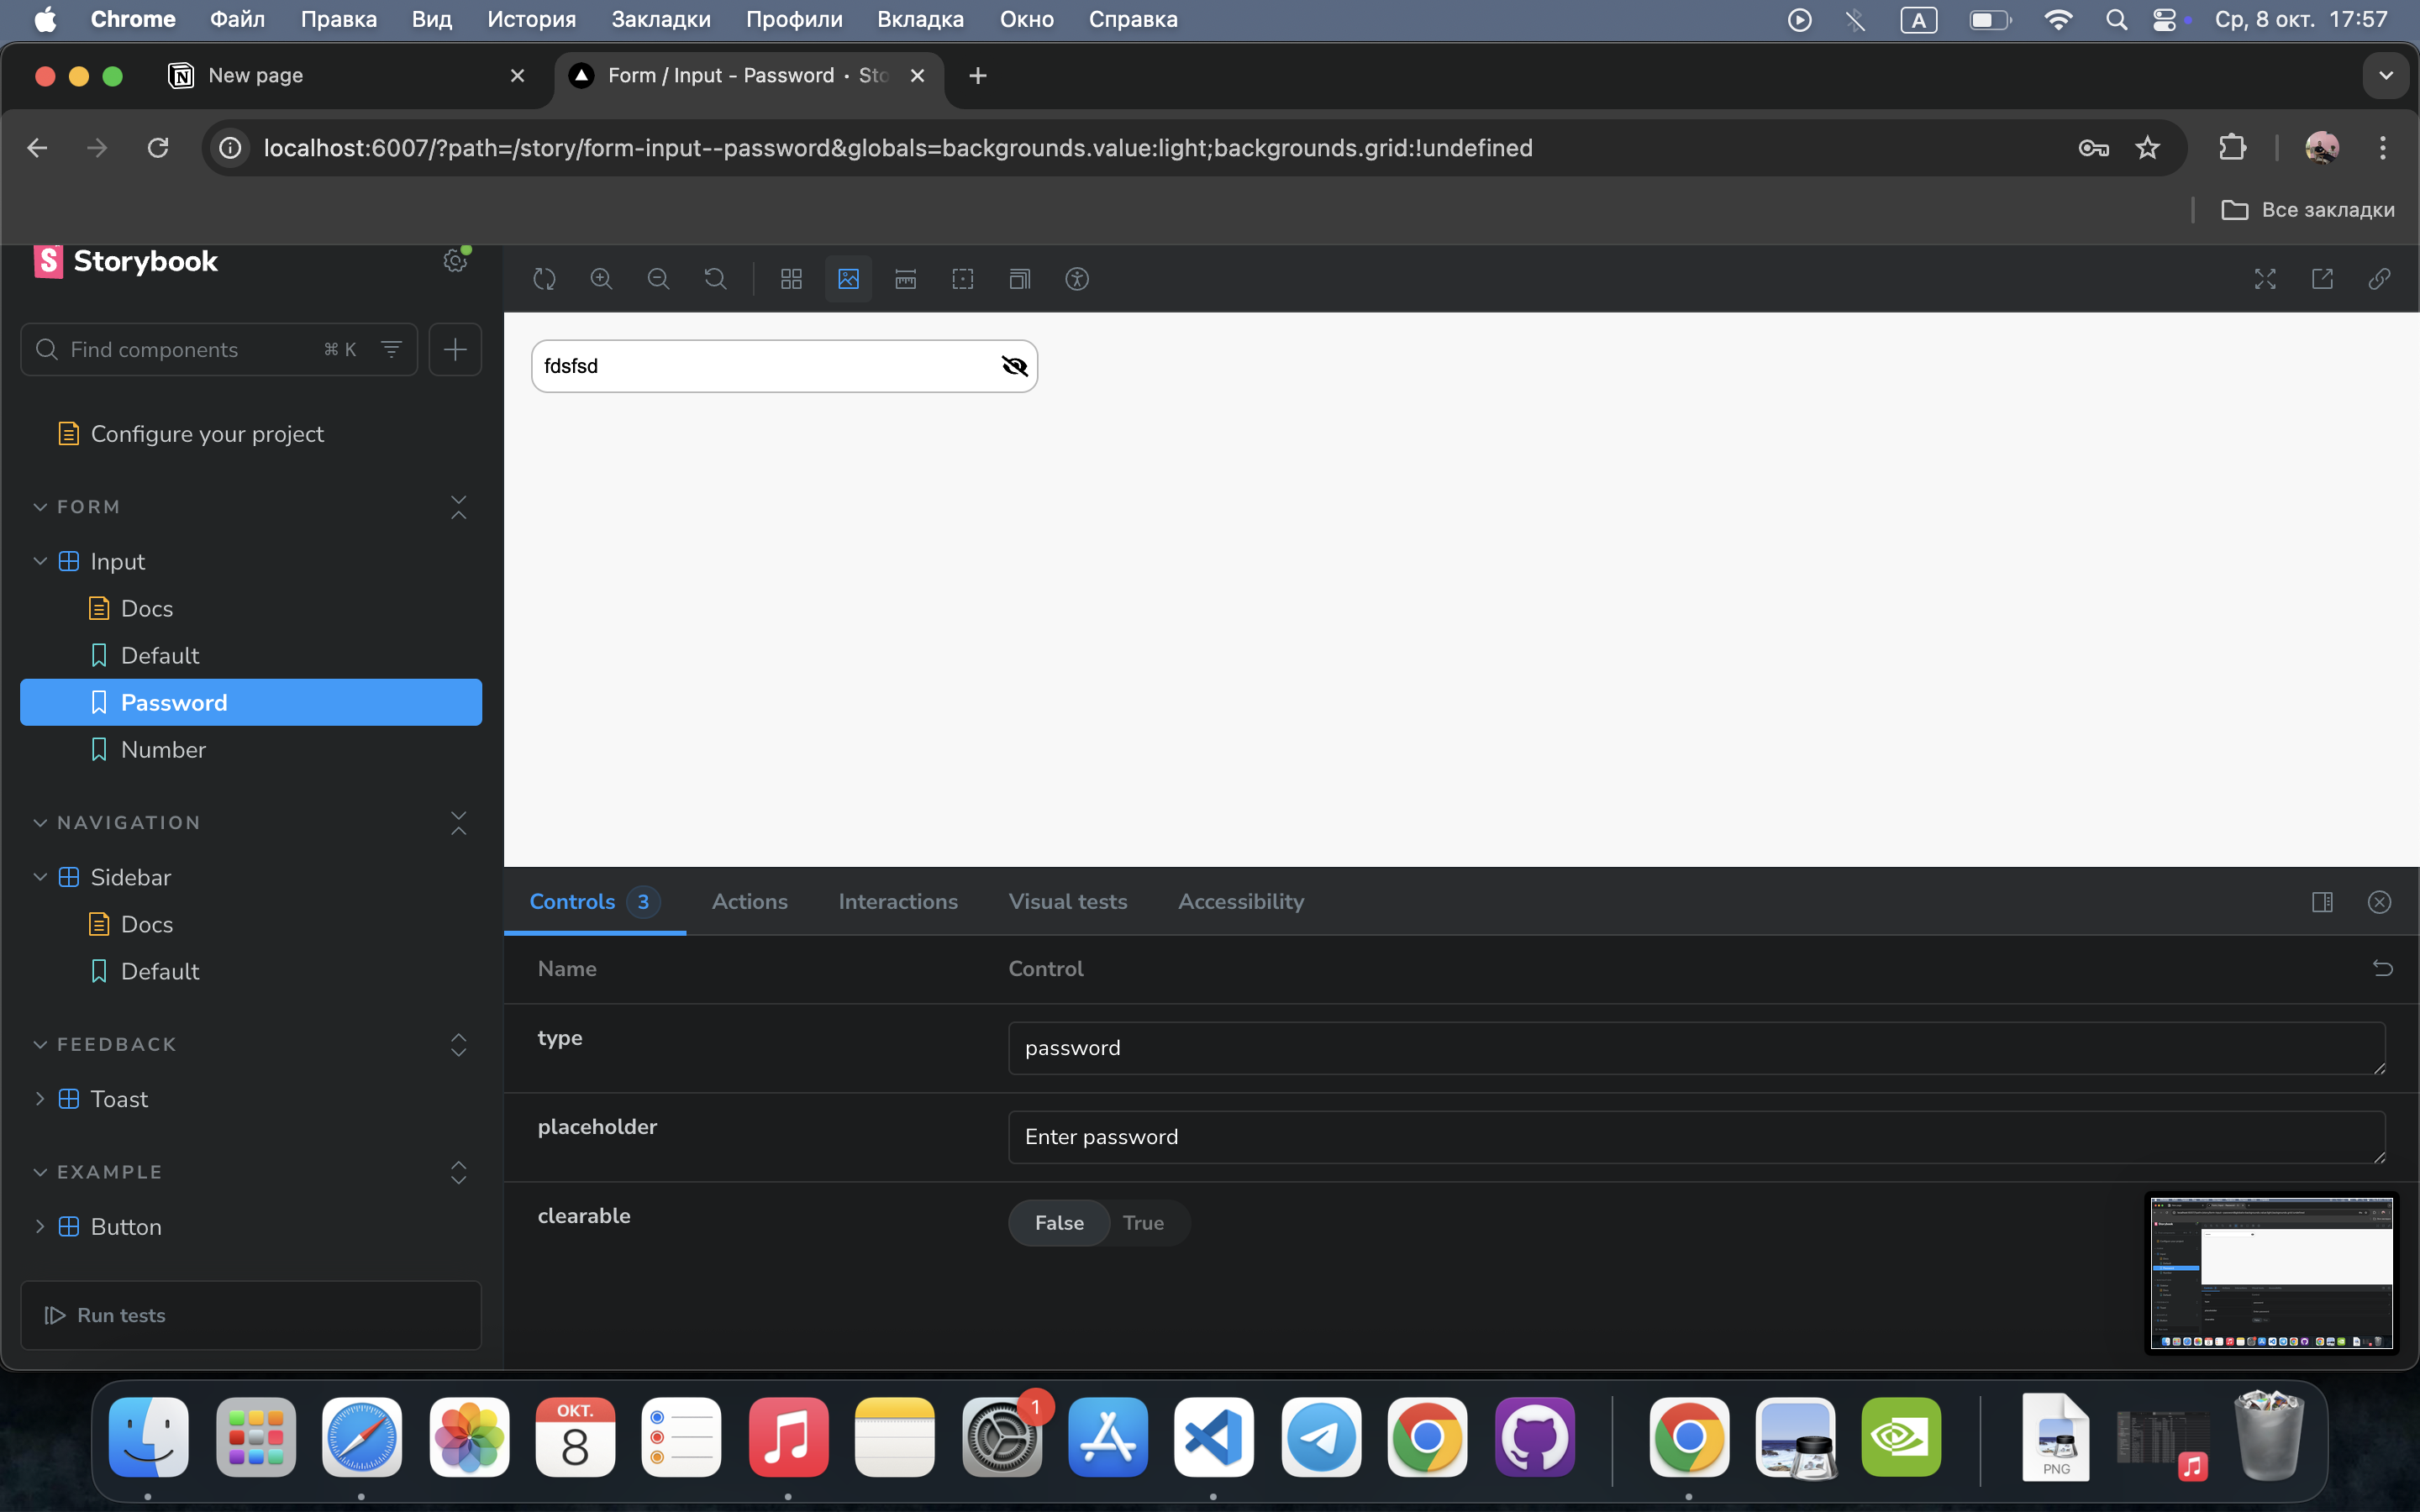 Chrome Файл Правка Вид История Закладки Профили Вкладка Окно Справка A Ср, 8 окт. 17:57
New page Form / Input - Password · Sto
localhost:6007/?path=/story/form-input--password&globals=backgrounds.value:light;backgrounds.grid:!undefined
Все закладки
S Storybook
Find components ⌘ K
Configure your project
FORM
Input
Docs
Default
Password
Number
NAVIGATION
Sidebar
Docs
Default
FEEDBACK
Toast
EXAMPLE
Button
Run tests
fdsfsd
Controls 3 Actions Interactions Visual tests Accessibility
Name Control
type password
placeholder Enter password
clearable False True
ОКТ.
8
1
PNG